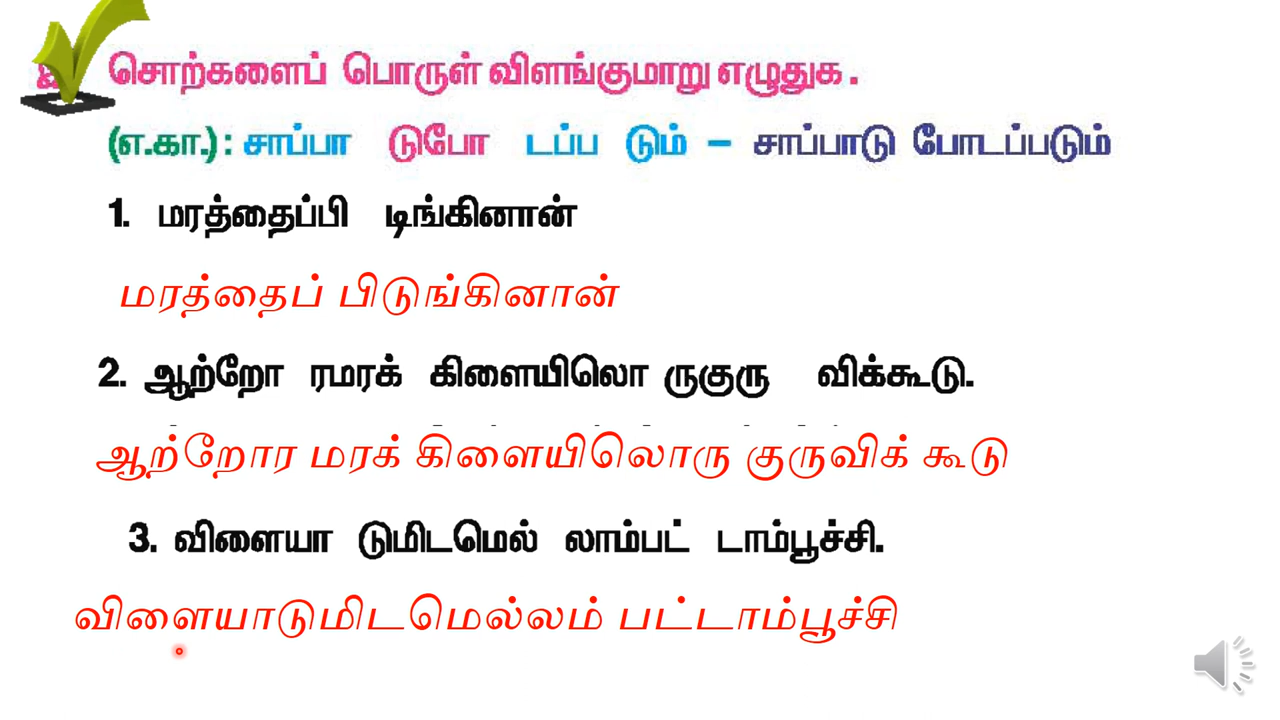 சொற்களைப் பொருள் விளங்குமாறு எழுதுக.
(எ.கா.): சாப்பா டுபோ டப்ப டும் – சாப்பாடு போடப்படும்
1. மரத்தைப்பி டிங்கினான்
மரத்தைப் பிடுங்கினான்
2. ஆற்றோ ரமரக் கிளையிலொ ருகுரு விக்கூடு.
ஆற்றோர மரக் கிளையிலொரு குருவிக் கூடு
3. விளையா டுமிடமெல் லாம்பட் டாம்பூச்சி.
விளையாடுமிடமெல்லம் பட்டாம்பூச்சி